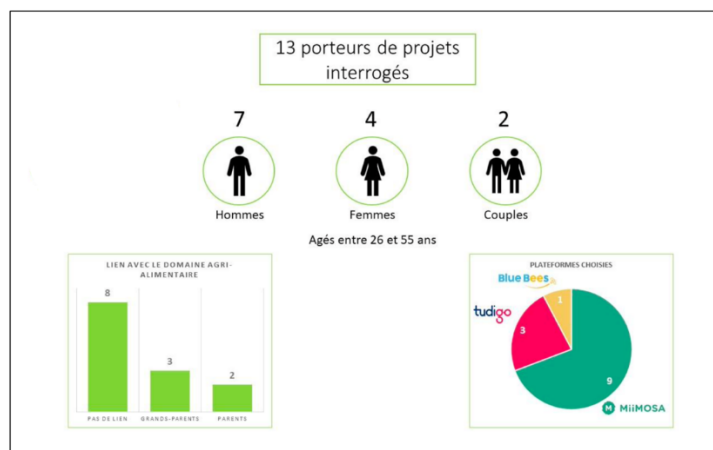 13 porteurs de projets
interrogés
7 4 2
Hommes Femmes Couples
Agés entre 26 et 55 ans
LIEN AVEC LE DOMAINE AGRI-
ALIMENTAIRE
8
3
2
PAS DE LIEN GRANDS-PARENTS PARENTS
PLATEFORMES CHOISIES
Blue Bees
1
tudigo
3
9
M MiiMOSA